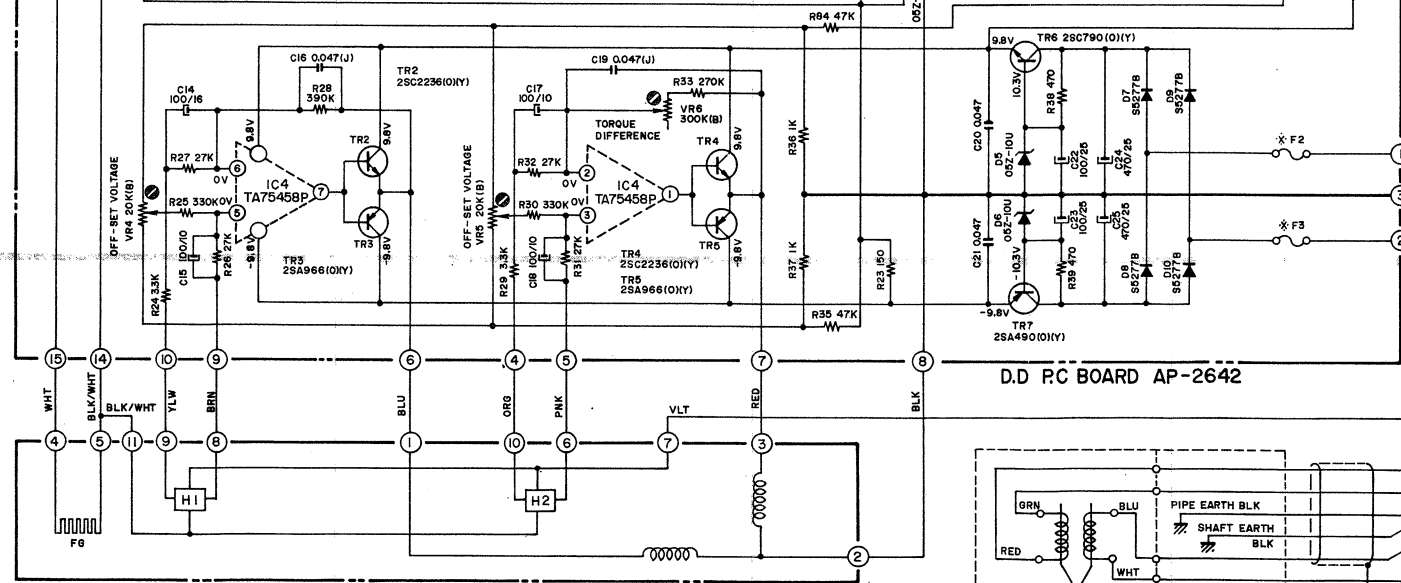 R84 47K
05Z-
C16 0.047(J)
TR2
2SC2236(O)(Y)
C19 0.047(J)
9.8V
TR6 2SC790(O)(Y)
C14
100/16
R28
390K
C17
100/10
R33 270K
VR6
300K(B)
TORQUE
DIFFERENCE
10.3V
R38 470
D7
S5277B
D9
S5277B
9.8V
TR2
9.8V
TR4
9.8V
R36 1K
C20 0.047
D5
05Z-10U
C22
100/25
C24
470/25
※ F2
1
R27 27K
6
0V
IC4
TA75458P
7
R32 27K
2
0V
IC4
TA75458P
1
OFF-SET VOLTAGE
VR4 20K(B)
R25 330K
0V
5
OFF-SET VOLTAGE
VR5 20K(B)
R30 330K
0V
3
3
-9.8V
TR3
-9.8V
TR5
-9.8V
C15 100/10
R26 27K
C18 100/10
R31 27K
R24 3.3K
R29 3.3K
TR3
2SA966(O)(Y)
TR4
2SC2236(O)(Y)
TR5
2SA966(O)(Y)
R37 1K
R23 150
C21 0.047
D6
05Z-10U
C23
100/25
C25
470/25
※ F3
2
-10.3V
R39 470
D8
S5277B
D10
S5277B
-9.8V
R35 47K
TR7
2SA490(O)(Y)
15
14
10
9
6
4
5
7
8
D.D P.C BOARD AP-2642
WHT
BLK/WHT
BLK/WHT
YLW
BRN
BLU
ORG
PNK
VLT
RED
BLK
4
5
11
9
8
1
10
6
7
3
H1
H2
FG
2
GRN
BLU
PIPE EARTH BLK
SHAFT EARTH
BLK
RED
WHT